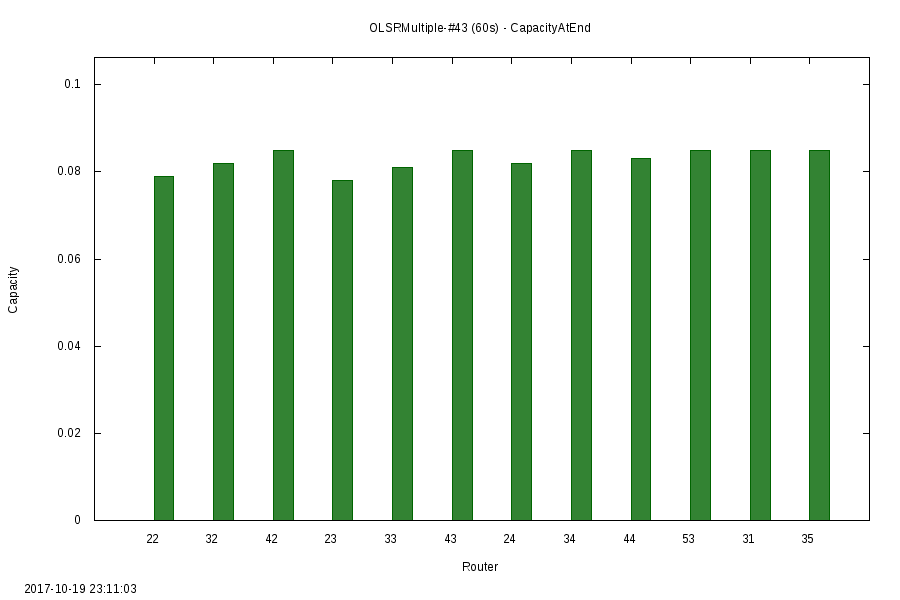 OLSRMultiple-#43 (60s) - CapacityAtEnd
0.1
0.08
0.06
0.04
0.02
0
Capacity
22 32 42 23 33 43 24 34 44 53 31 35
Router
2017-10-19 23:11:03